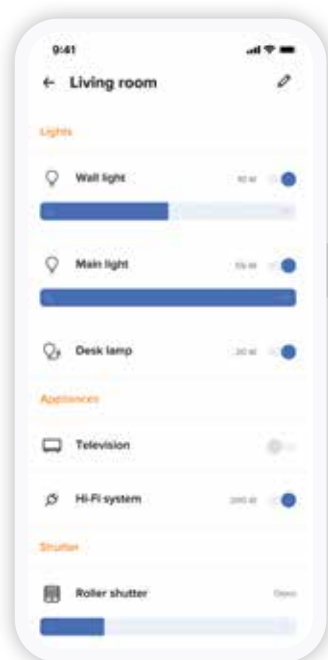 9:41
Living room
Lights
Wall light
Main light
Desk lamp
Appliances
Television
Hi-Fi system
Shutter
Roller shutter